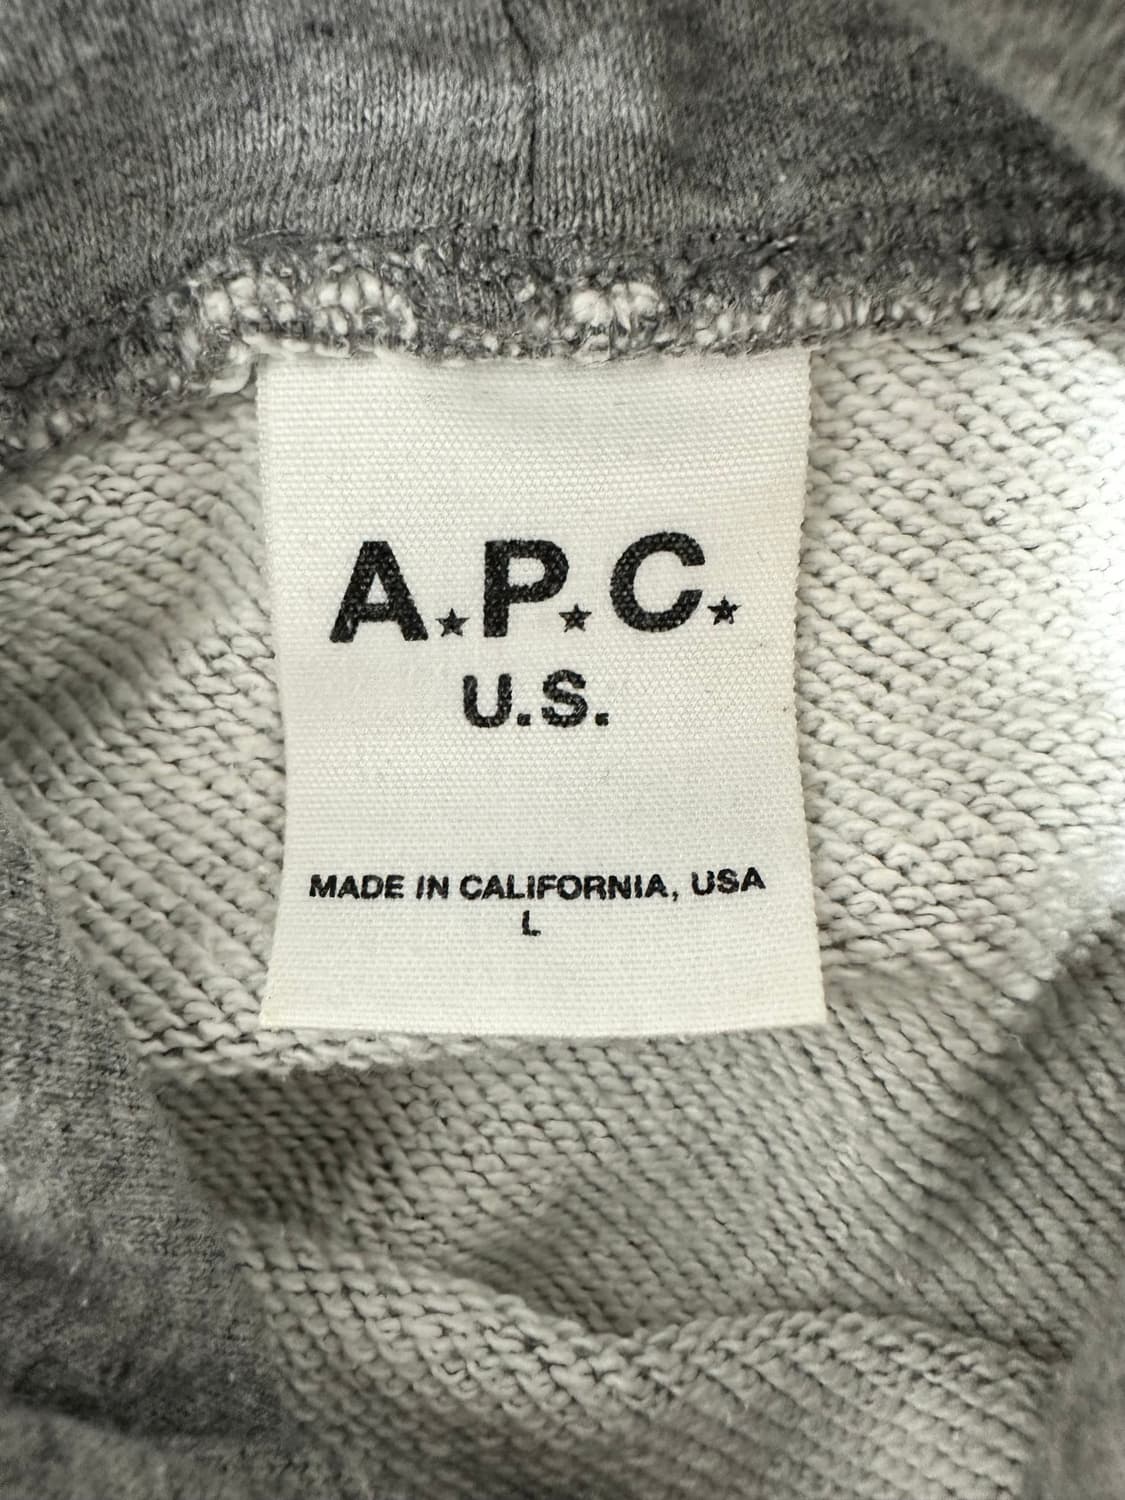 A★P★C★
U.S.
MADE IN CALIFORNIA, USA
L